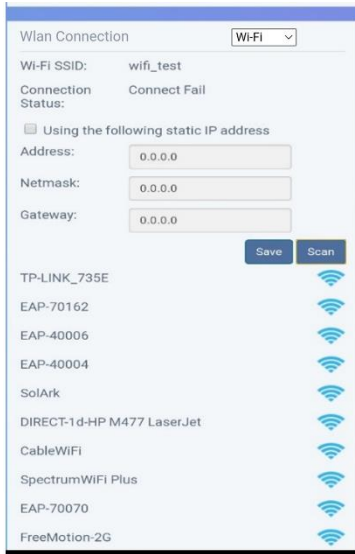 Wlan Connection Wi-Fi
Wi-Fi SSID: wifi_test
Connection Status: Connect Fail
Using the following static IP address
Address: 0.0.0.0
Netmask: 0.0.0.0
Gateway: 0.0.0.0
Save Scan
TP-LINK_735E
EAP-70162
EAP-40006
EAP-40004
SolArk
DIRECT-1d-HP M477 LaserJet
CableWiFi
SpectrumWiFi Plus
EAP-70070
FreeMotion-2G